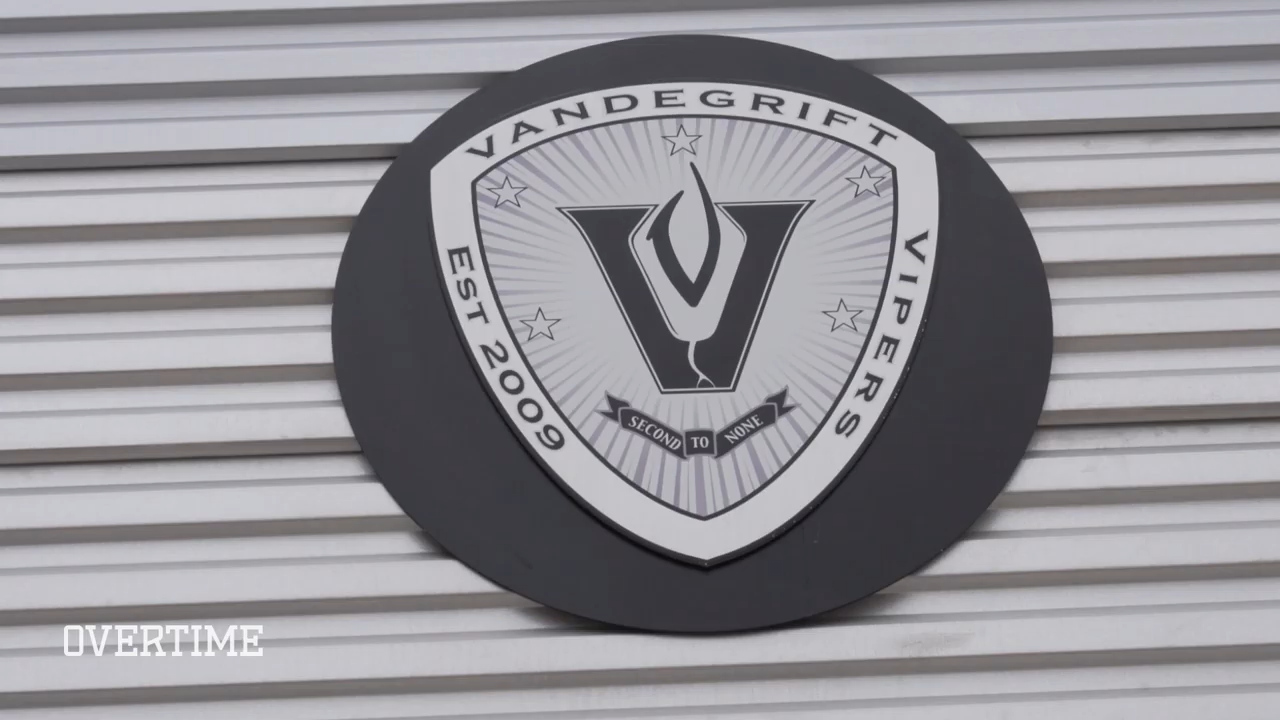 VANDEGRIFT
VIPERS
EST 2009
SECOND TO NONE
OVERTIME